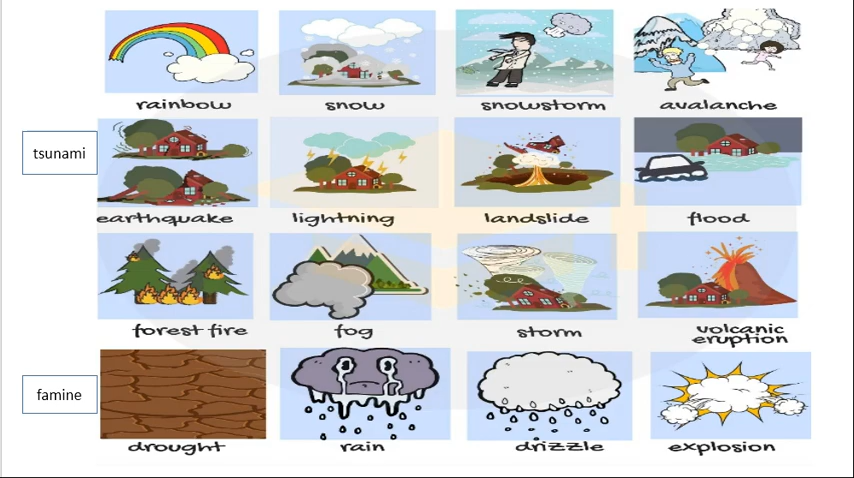 rainbow
snow
snowstorm
avalanche
tsunami
earthquake
lightning
landslide
flood
forest fire
fog
storm
volcanic
eruption
famine
drought
rain
drizzle
explosion